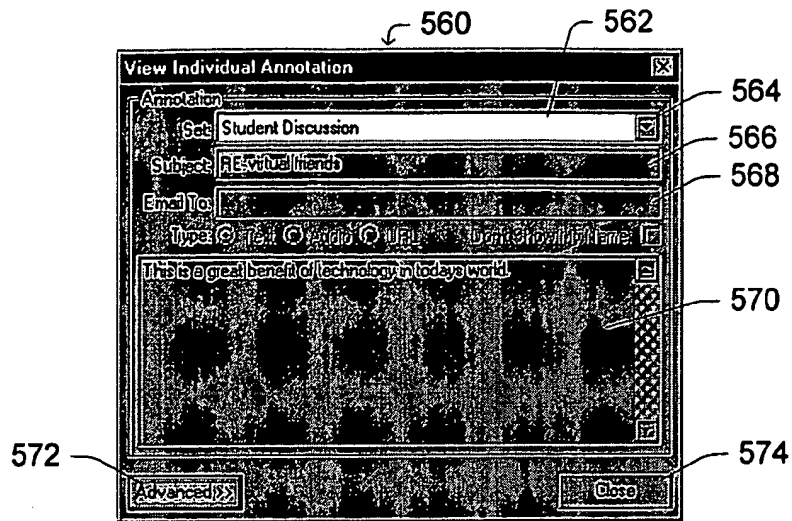 560
562
View Individual Annotation
Annotation
564
Set: Student Discussion
566
Subject: RE-virtual friends
568
Email To:
Type: Text Audio URL Don't Show My Name
This is a great benefit of technology in todays world.
570
572
574
Advanced>> Close